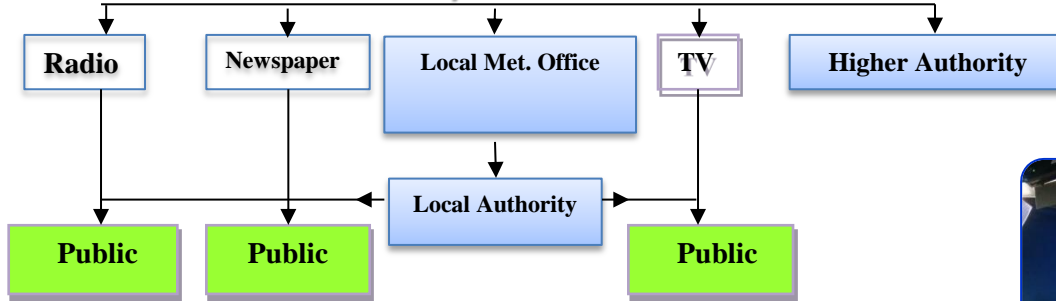 Radio
Newspaper
Local Met. Office
TV
Higher Authority
Local Authority
Public
Public
Public